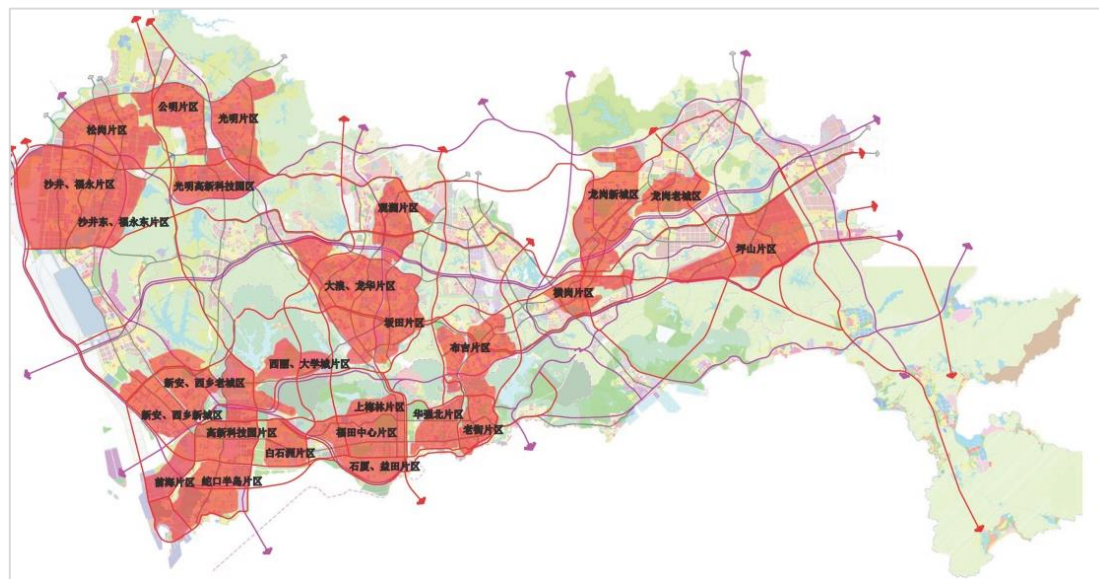 公明片区
光明片区
松岗片区
沙井、福永片区
光明高新科技园区
沙井东、福永东片区
观澜片区
龙岗新城区
龙岗老城区
坪山片区
大浪、龙华片区
横岗片区
坂田片区
布吉片区
西丽、大学城片区
新安、西乡老城区
新安、西乡新城区
上梅林片区
华强北片区
高新科技园片区
福田中心片区
老街片区
白石洲片区
石厦、益田片区
前海片区
蛇口半岛片区